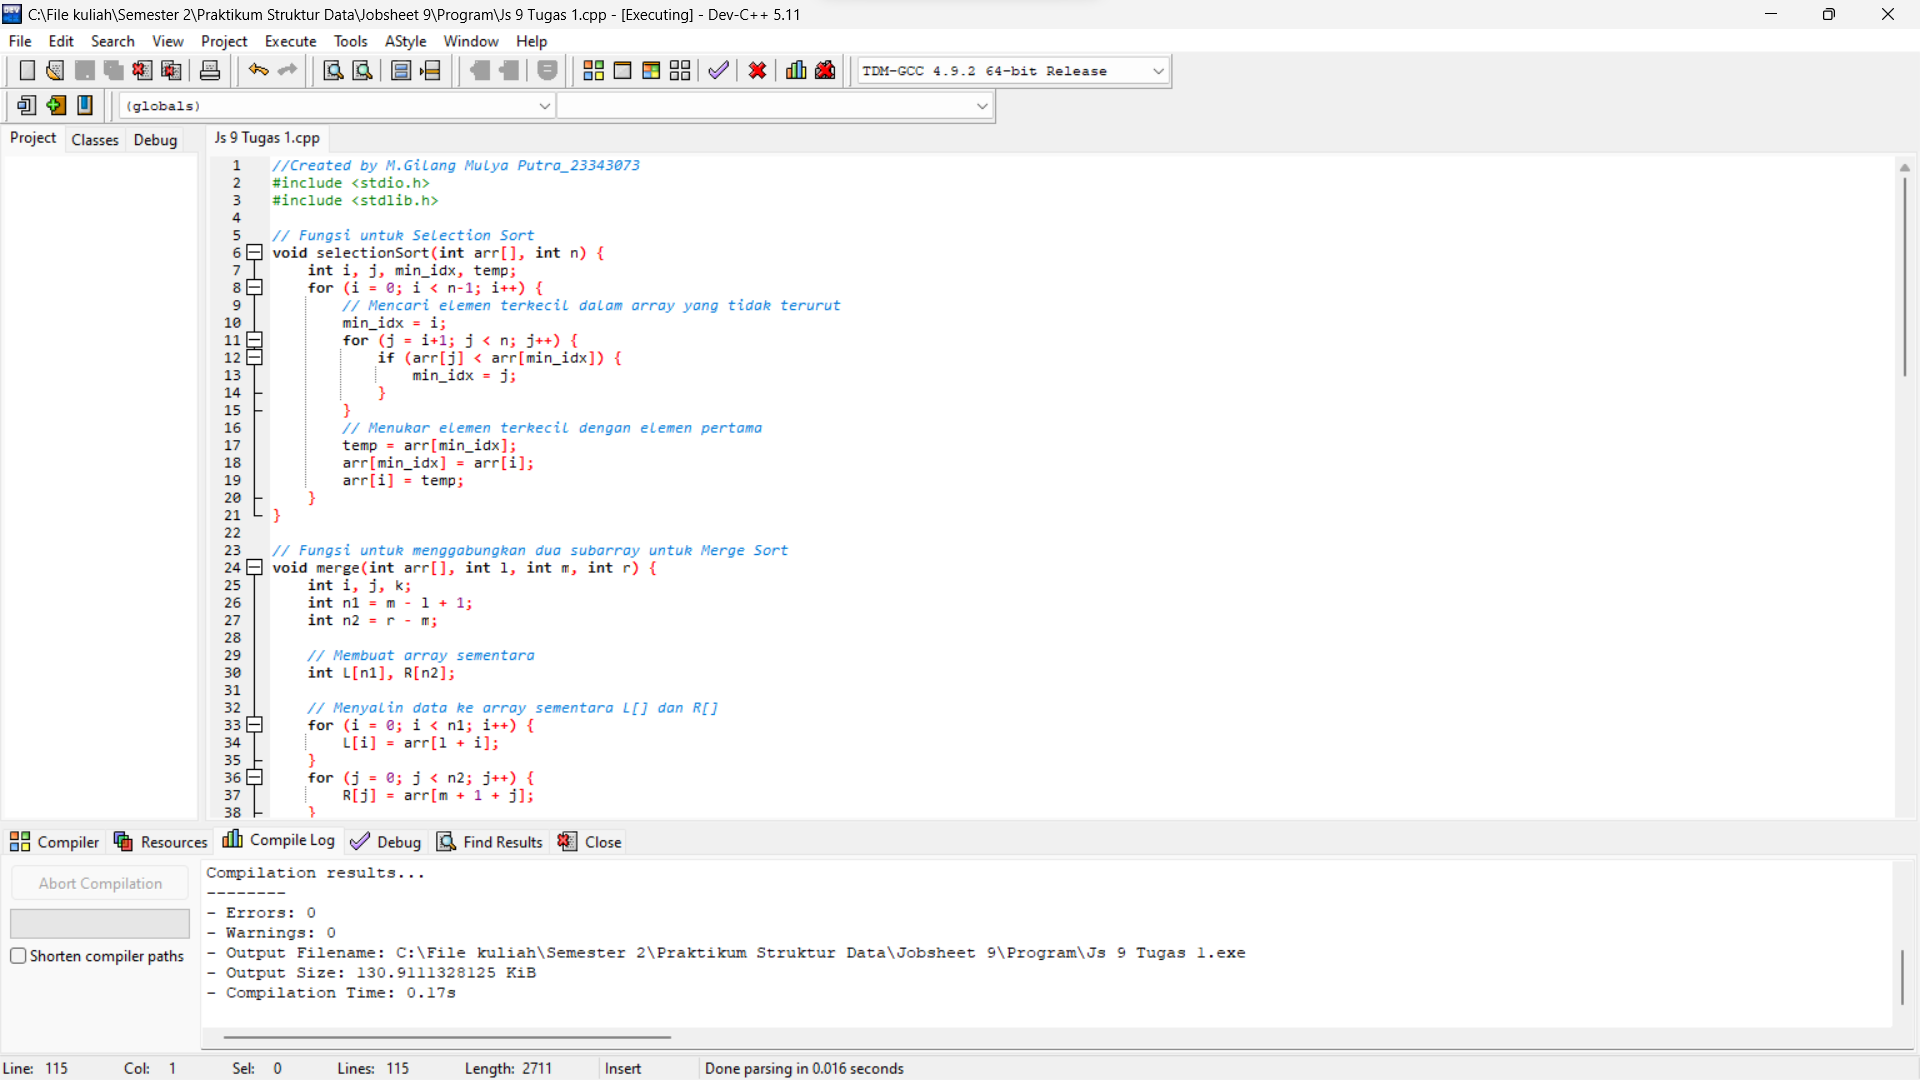 C:\File kuliah\Semester 2\Praktikum Struktur Data\Jobsheet 9\Program\Js 9 Tugas 1.cpp - [Executing] - Dev-C++ 5.11
File Edit Search View Project Execute Tools AStyle Window Help
TDM-GCC 4.9.2 64-bit Release
(globals)
Project Classes Debug Js 9 Tugas 1.cpp
1 //Created by M.Gilang Mulya Putra_23343073
2 #include <stdio.h>
3 #include <stdlib.h>
4
5 // Fungsi untuk Selection Sort
6 void selectionSort(int arr[], int n) {
7 int i, j, min_idx, temp;
8 for (i = 0; i < n-1; i++) {
9 // Mencari elemen terkecil dalam array yang tidak terurut
10 min_idx = i;
11 for (j = i+1; j < n; j++) {
12 if (arr[j] < arr[min_idx]) {
13 min_idx = j;
14 }
15 }
16 // Menukar elemen terkecil dengan elemen pertama
17 temp = arr[min_idx];
18 arr[min_idx] = arr[i];
19 arr[i] = temp;
20 }
21 }
22
23 // Fungsi untuk menggabungkan dua subarray untuk Merge Sort
24 void merge(int arr[], int l, int m, int r) {
25 int i, j, k;
26 int n1 = m - l + 1;
27 int n2 = r - m;
28
29 // Membuat array sementara
30 int L[n1], R[n2];
31
32 // Menyalin data ke array sementara L[] dan R[]
33 for (i = 0; i < n1; i++) {
34 L[i] = arr[l + i];
35 }
36 for (j = 0; j < n2; j++) {
37 R[j] = arr[m + 1 + j];
38 }
Compiler Resources Compile Log Debug Find Results Close
Abort Compilation
Shorten compiler paths
Compilation results...
--------
- Errors: 0
- Warnings: 0
- Output Filename: C:\File kuliah\Semester 2\Praktikum Struktur Data\Jobsheet 9\Program\Js 9 Tugas 1.exe
- Output Size: 130.9111328125 KiB
- Compilation Time: 0.17s
Line: 115 Col: 1 Sel: 0 Lines: 115 Length: 2711 Insert Done parsing in 0.016 seconds